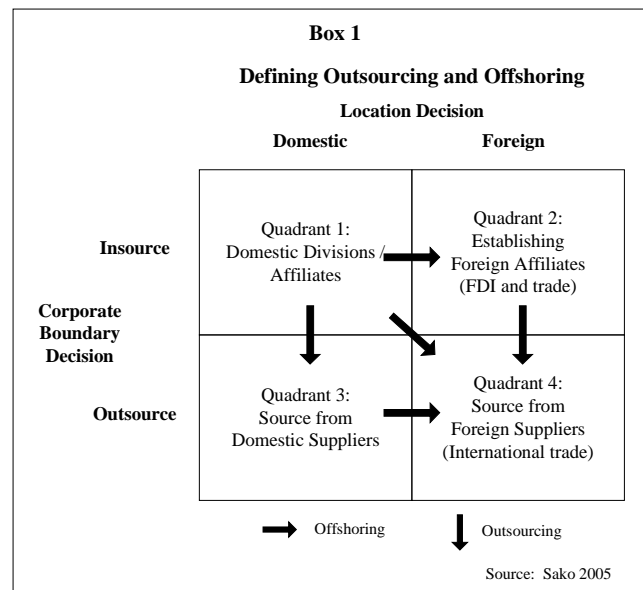 Box 1
Defining Outsourcing and Offshoring
Location Decision
Domestic Foreign
Insource
Quadrant 1:
Domestic Divisions /
Affiliates
Quadrant 2:
Establishing
Foreign Affiliates
(FDI and trade)
Corporate
Boundary
Decision
Outsource
Quadrant 3:
Source from
Domestic Suppliers
Quadrant 4:
Source from
Foreign Suppliers
(International trade)
Offshoring Outsourcing
Source: Sako 2005